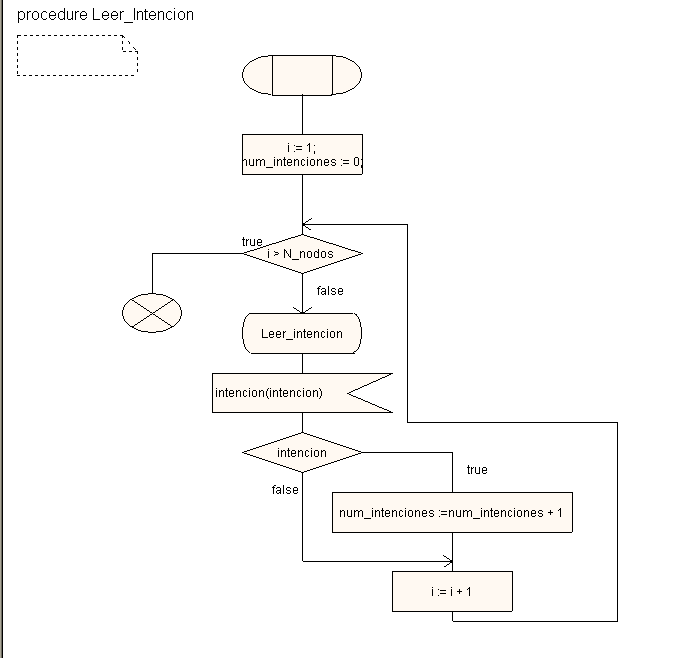 procedure Leer_Intencion
i := 1;
num_intenciones := 0;
true
i > N_nodos
false
Leer_intencion
intencion(intencion)
intencion
true
false
num_intenciones :=num_intenciones + 1
i := i + 1